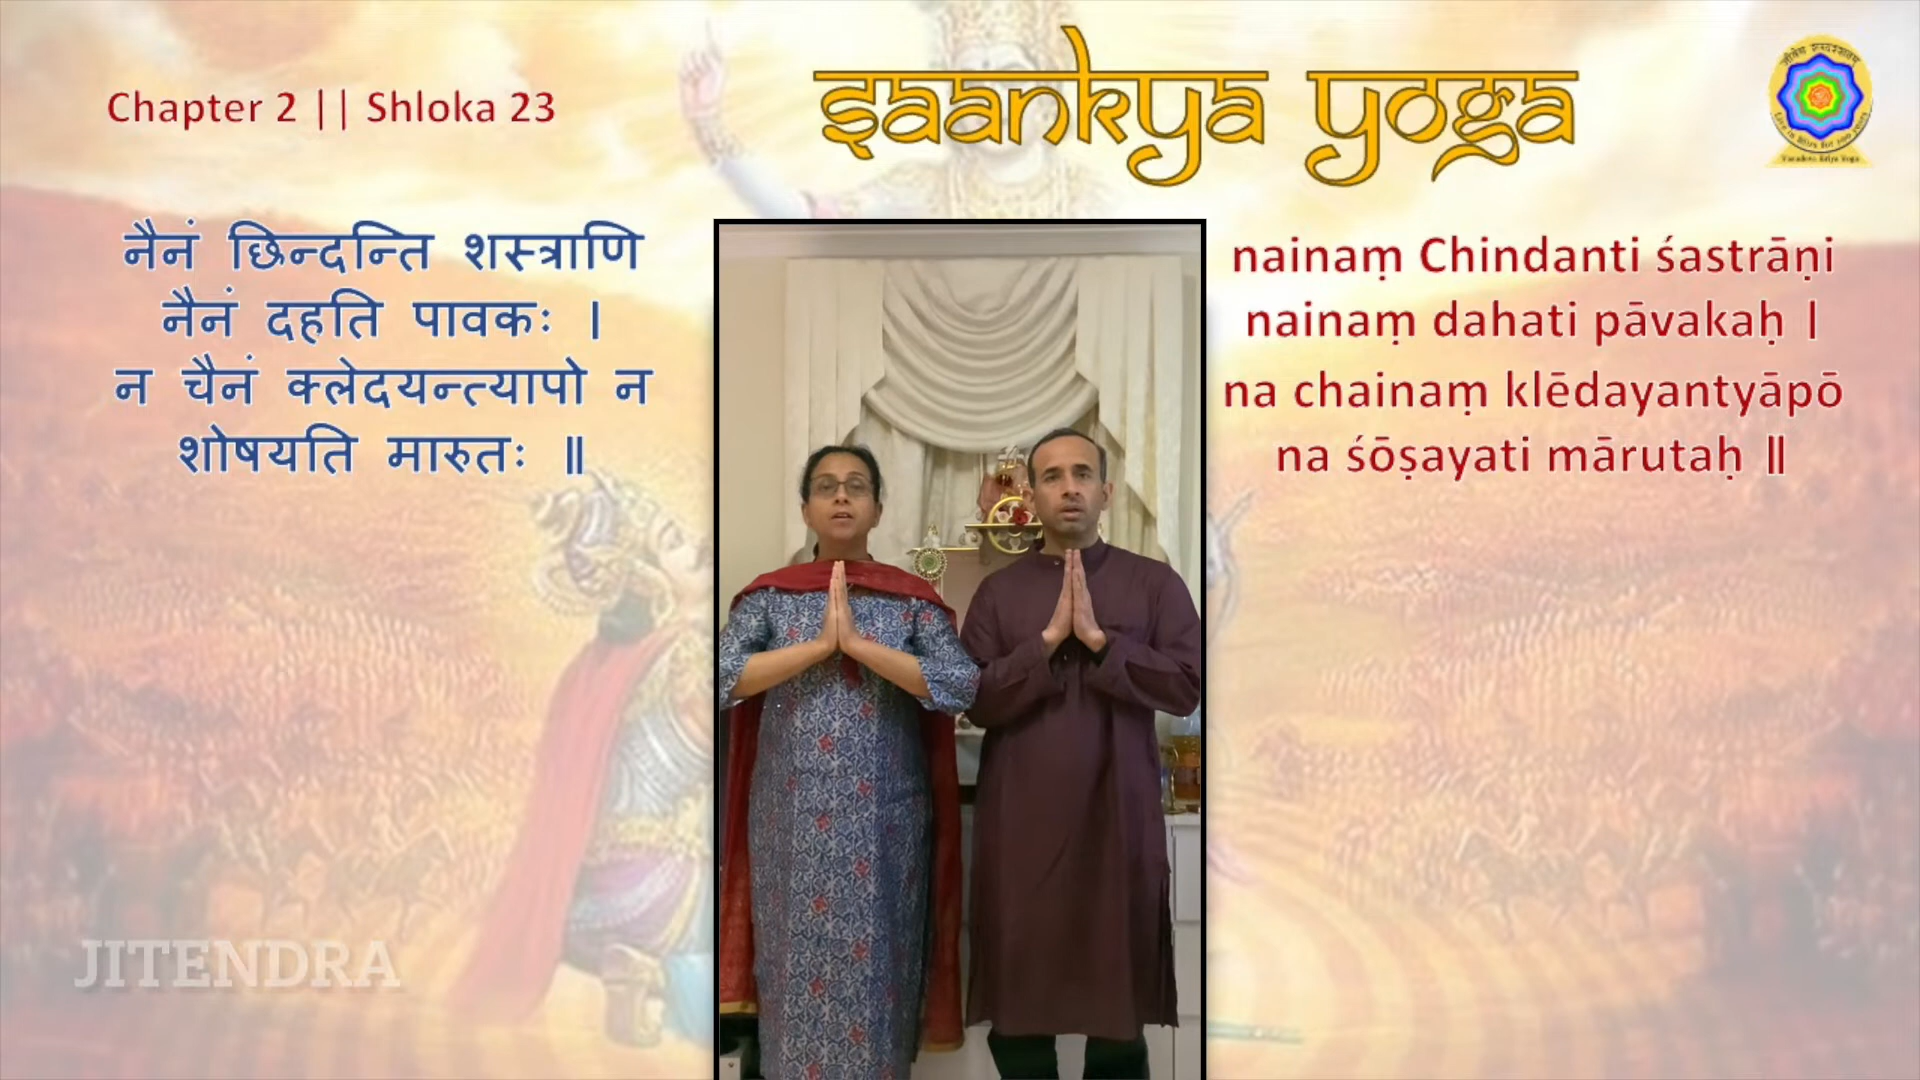 Chapter 2 || Shloka 23
saankya yoga
नैनं छिन्दन्ति शस्त्राणि
नैनं दहति पावकः ।
न चैनं क्लेदयन्त्यापो न
शोषयति मारुतः ॥
nainaṃ Chindanti śastrāṇi
nainaṃ dahati pāvakaḥ ।
na chainaṃ klēdayantyāpō
na śōṣayati mārutaḥ ॥
JITENDRA